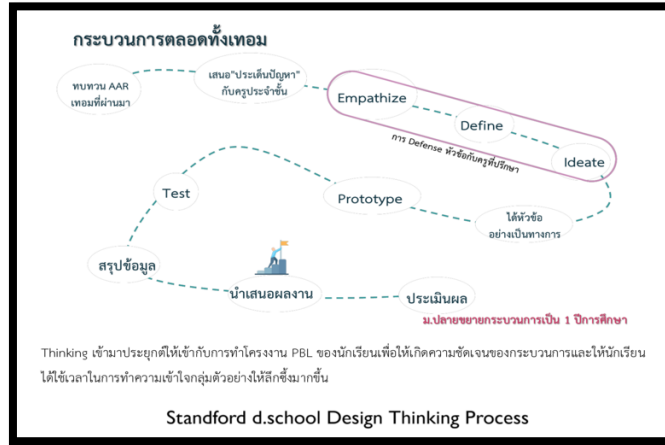 กระบวนการตลอดทั้งเทอม
ทบทวน AAR
เทอมที่ผ่านมา
เสนอ"ประเด็นปัญหา"
กับครูประจำชั้น
Empathize
Define
Ideate
การ Defense หัวข้อกับครูที่ปรึกษา
ได้หัวข้อ
อย่างเป็นทางการ
Prototype
Test
สรุปข้อมูล
นำเสนอผลงาน
ประเมินผล
ม.ปลายขยายกระบวนการเป็น 1 ปีการศึกษา
Thinking เข้ามาประยุกต์ให้เข้ากับการทำโครงงาน PBL ของนักเรียนเพื่อให้เกิดความชัดเจนของกระบวนการและให้นักเรียน
ได้ใช้เวลาในการทำความเข้าใจกลุ่มตัวอย่างให้ลึกซึ้งมากขึ้น
Standford d.school Design Thinking Process